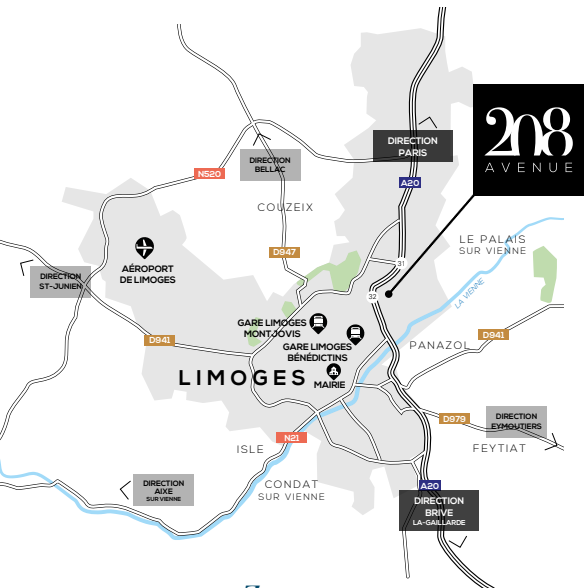 208
AVENUE
DIRECTION
PARIS
DIRECTION
BELLAC
N520
A20
COUZEIX
LE PALAIS
SUR VIENNE
D947
31
AÉROPORT
DE LIMOGES
DIRECTION
ST-JUNIEN
LA VIENNE
32
GARE LIMOGES
MONTJOVIS
D941
D941
GARE LIMOGES
BÉNÉDICTINS
PANAZOL
LIMOGES
MAIRIE
D979
DIRECTION
EYMOUTIERS
N21
ISLE
FEYTIAT
CONDAT
SUR VIENNE
DIRECTION
AIXE
SUR VIENNE
A20
DIRECTION
BRIVE
LA-GAILLARDE